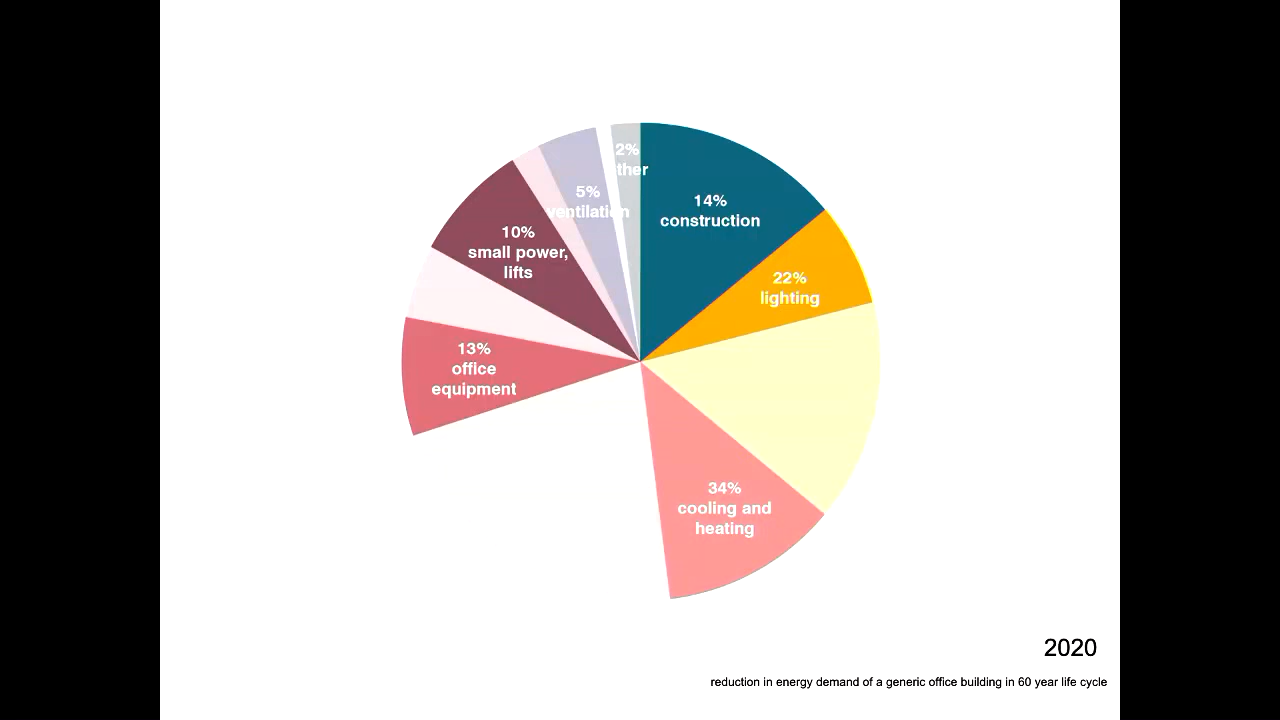 2%
ther
14%
construction
5%
ventilation
10%
small power,
lifts
22%
lighting
13%
office
equipment
34%
cooling and
heating
2020
reduction in energy demand of a generic office building in 60 year life cycle